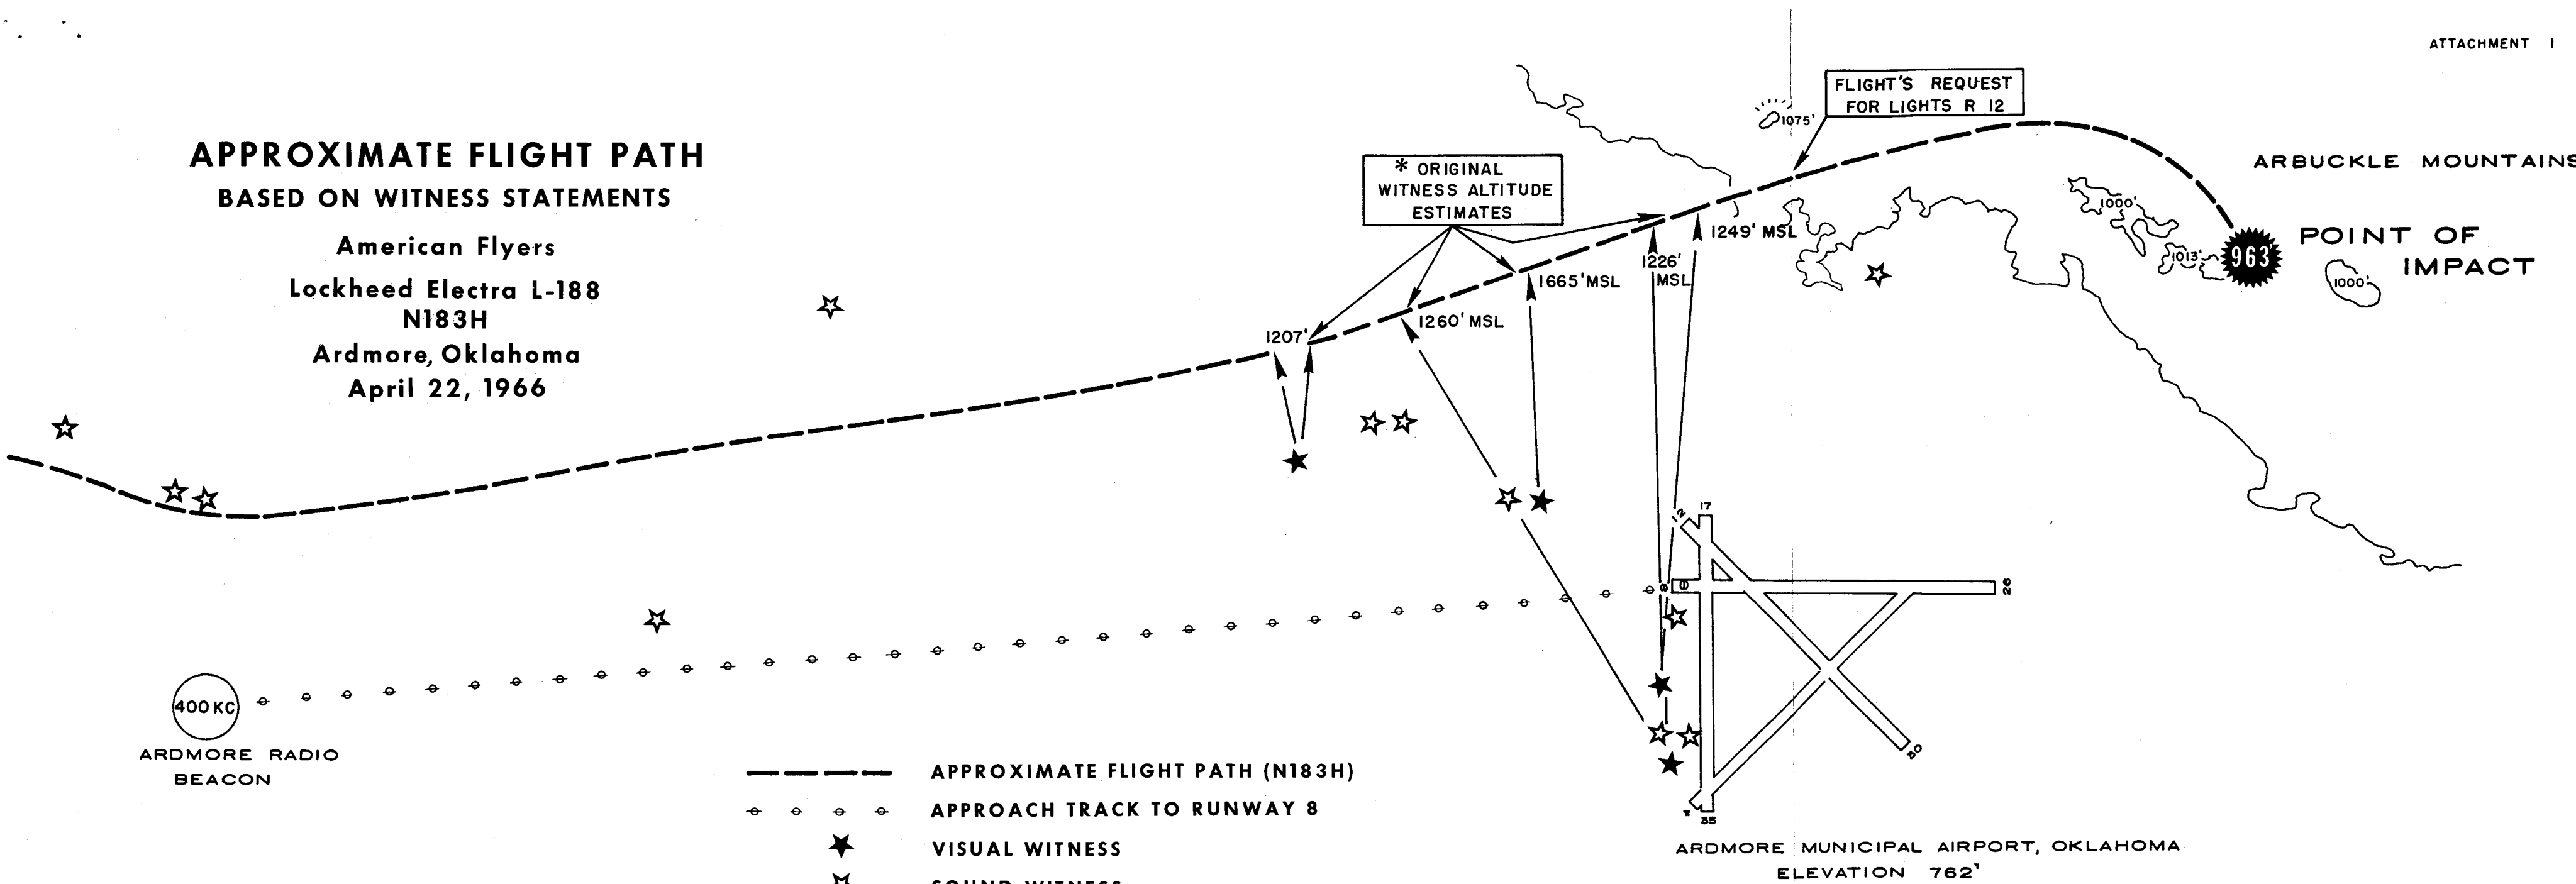 ATTACHMENT I
APPROXIMATE FLIGHT PATH
BASED ON WITNESS STATEMENTS
American Flyers
Lockheed Electra L-188
N183H
Ardmore, Oklahoma
April 22, 1966
FLIGHT'S REQUEST
FOR LIGHTS R 12
1075'
* ORIGINAL
WITNESS ALTITUDE
ESTIMATES
ARBUCKLE MOUNTAINS
1000'
1013'
963'
POINT OF
IMPACT
1000'
1249' MSL
1226'
MSL
1665' MSL
1260' MSL
1207'
12
17
8
26
30
35
400 KC
ARDMORE RADIO
BEACON
APPROXIMATE FLIGHT PATH (N183H)
APPROACH TRACK TO RUNWAY 8
VISUAL WITNESS
SOUND WITNESS
ARDMORE MUNICIPAL AIRPORT, OKLAHOMA
ELEVATION 762'